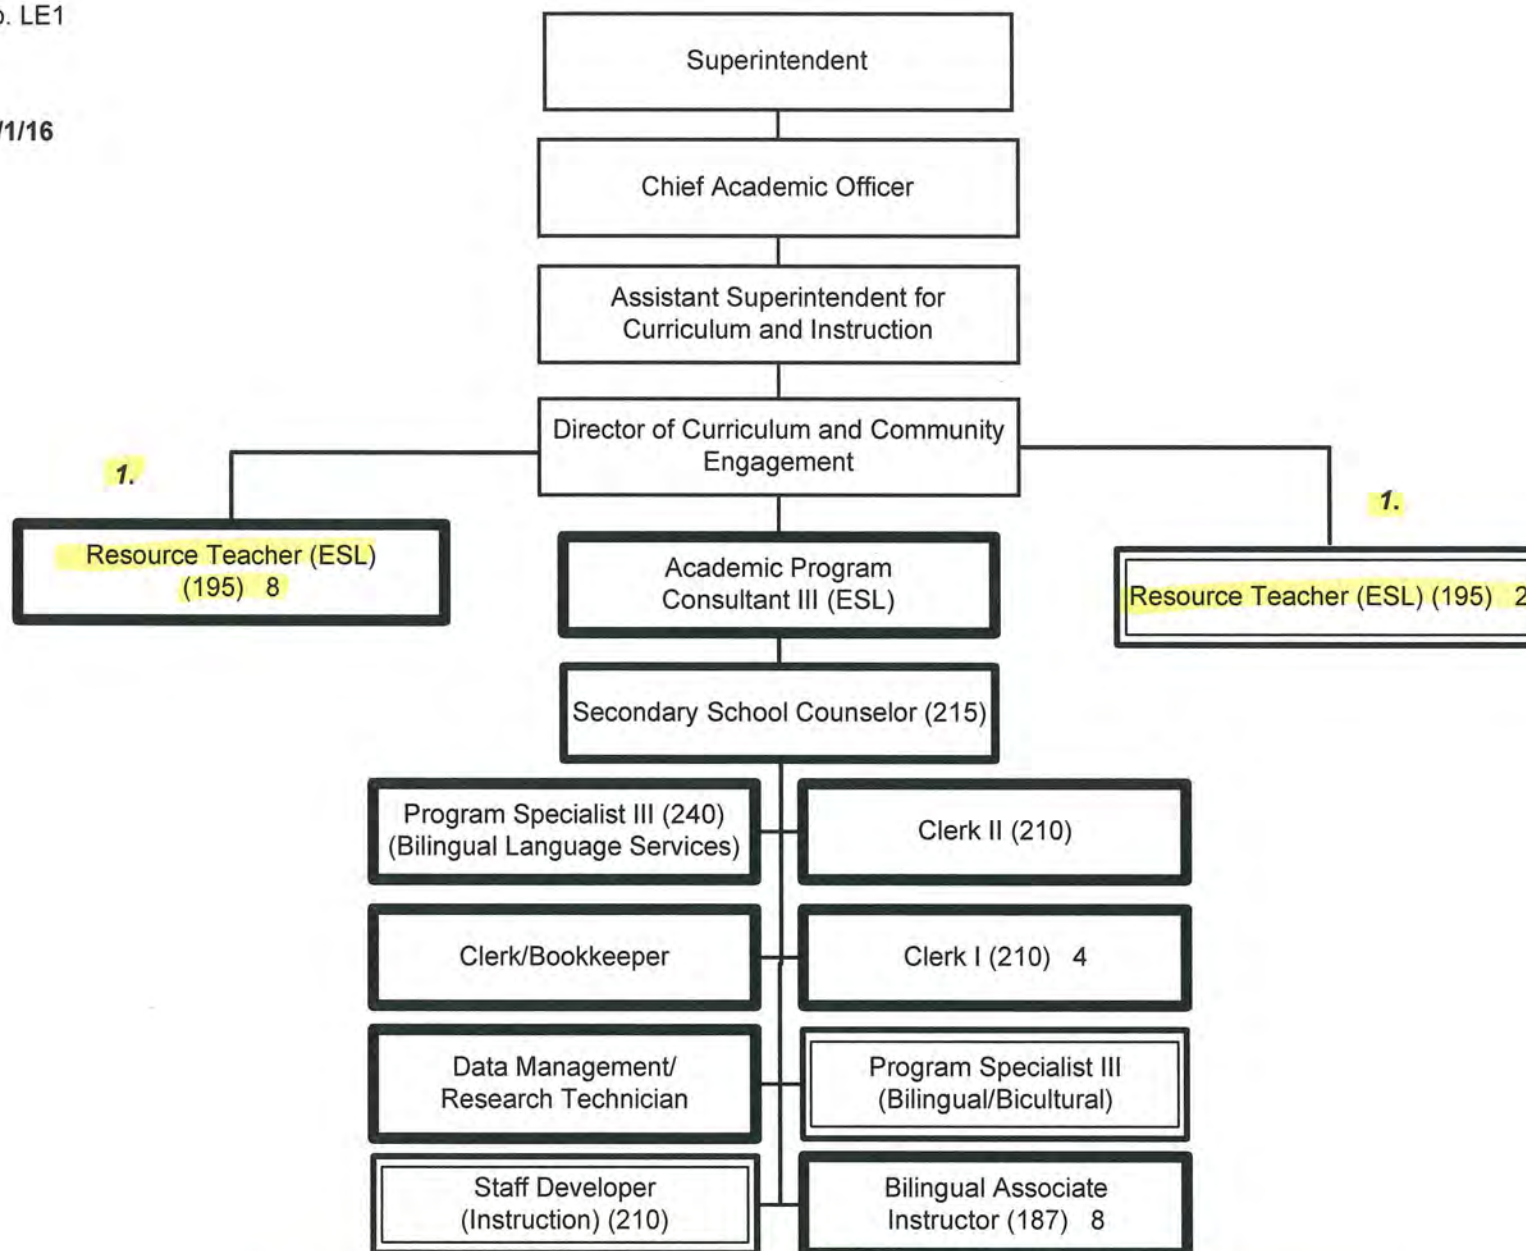 LE1
/1/16
Superintendent
Chief Academic Officer
Assistant Superintendent for
Curriculum and Instruction
Director of Curriculum and Community
Engagement
1.
1.
Resource Teacher (ESL)
(195) 8
Academic Program
Consultant III (ESL)
Resource Teacher (ESL) (195) 2
Secondary School Counselor (215)
Program Specialist III (240)
(Bilingual Language Services)
Clerk II (210)
Clerk/Bookkeeper
Clerk I (210) 4
Data Management/
Research Technician
Program Specialist III
(Bilingual/Bicultural)
Staff Developer
(Instruction) (210)
Bilingual Associate
Instructor (187) 8